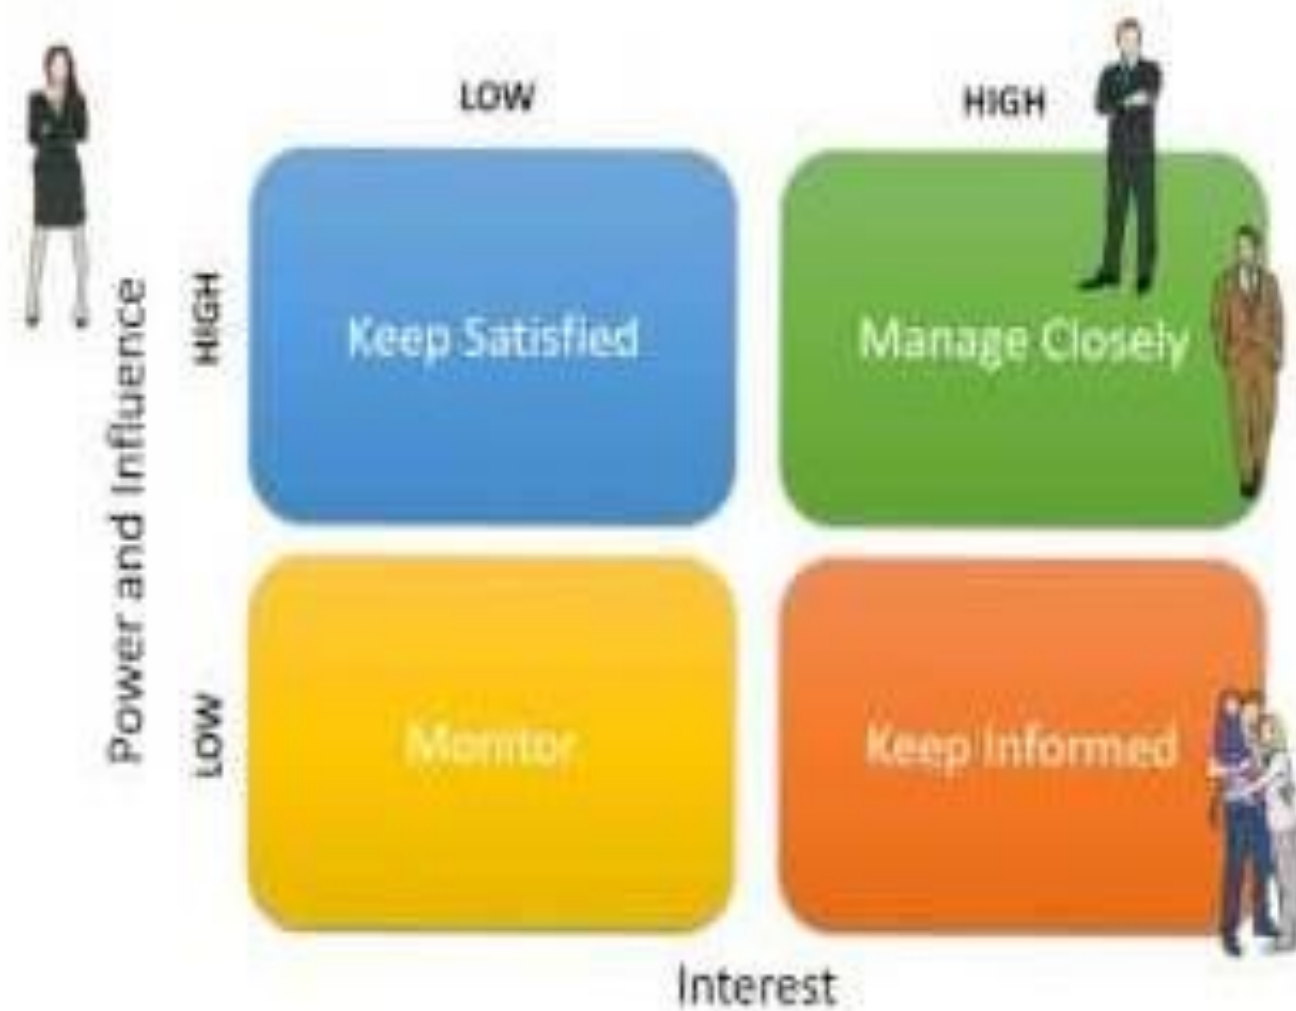 LOW
HIGH
HIGH
Keep Satisfied
Manage Closely
Power and Influence
LOW
Monitor
Keep Informed
Interest